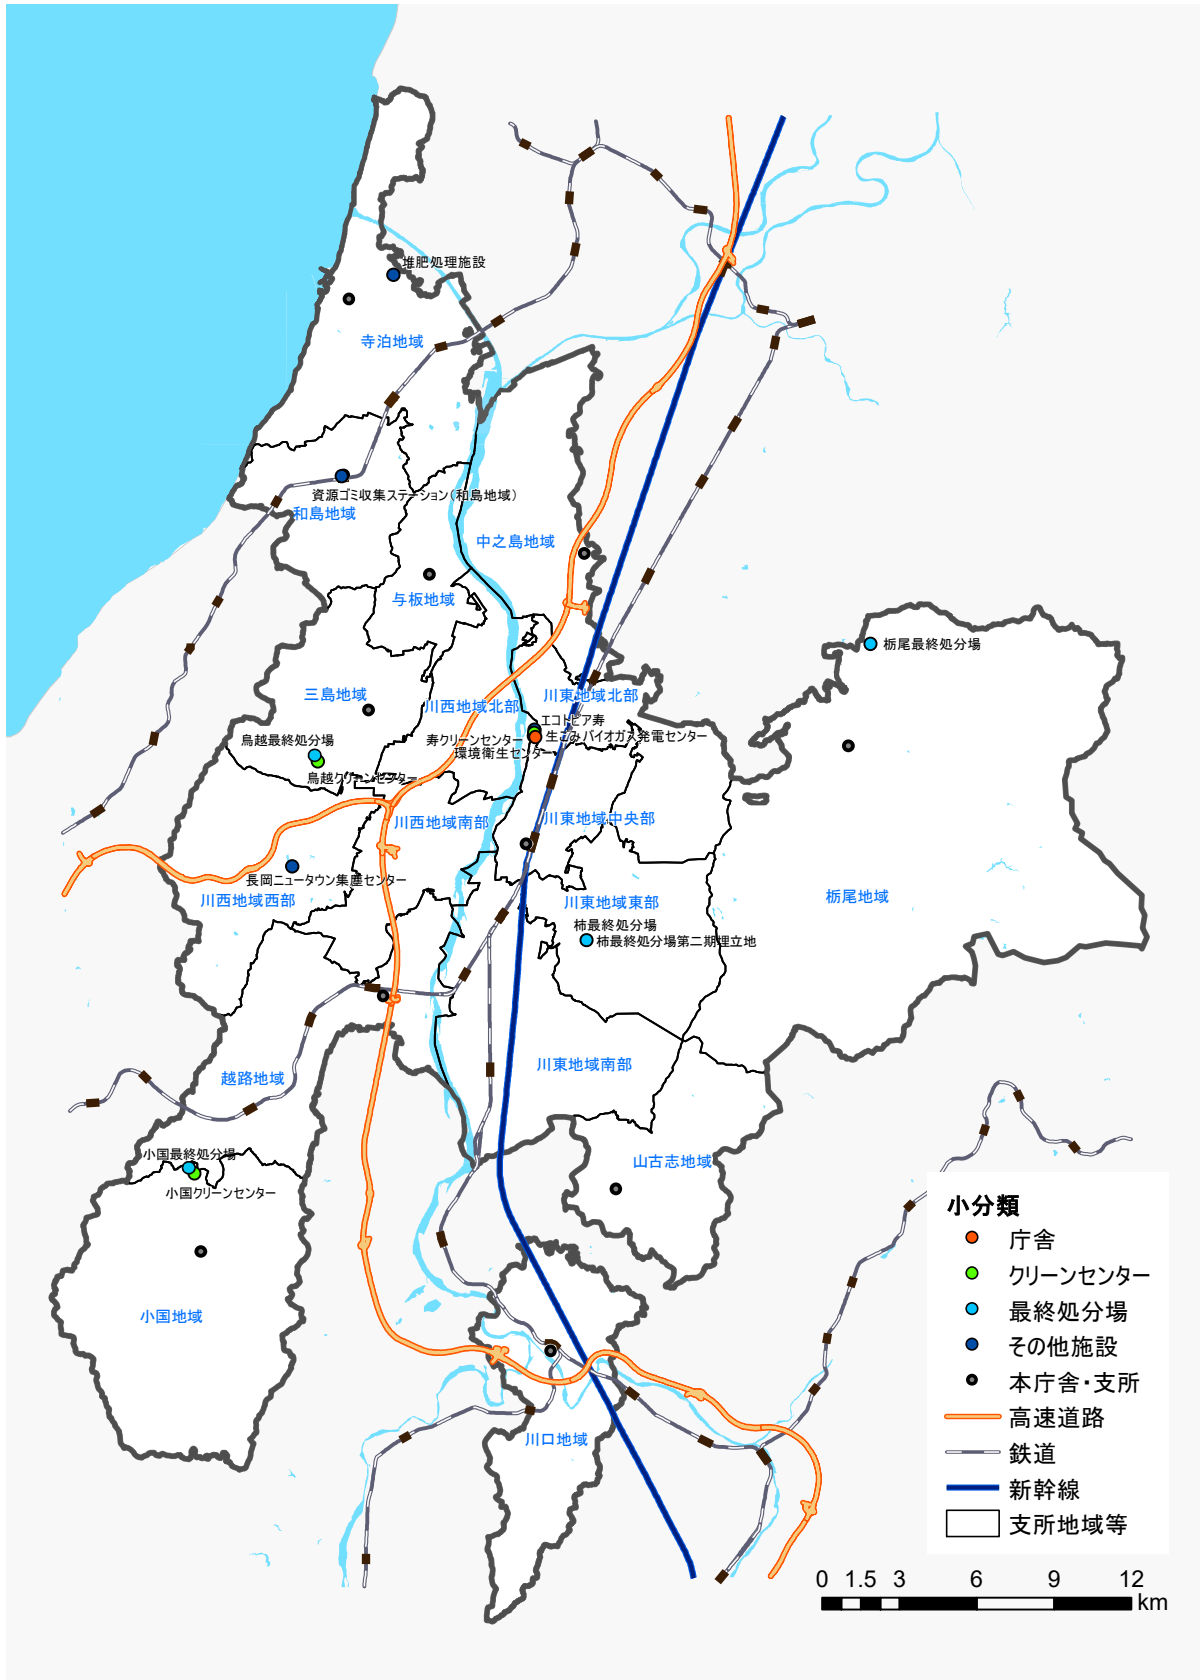 堆肥処理施設
寺泊地域
資源ゴミ収集ステーション(和島地域)
和島地域
中之島地域
与板地域
栃尾最終処分場
三島地域
川西地域北部
川東地域北部
エコトピア寿
寿クリーンセンター
生ごみバイオガス発電センター
環境衛生センター
鳥越最終処分場
鳥越クリーンセンター
川西地域南部
川東地域中央部
長岡ニュータウン集塵センター
川西地域西部
川東地域東部
栃尾地域
柿最終処分場
柿最終処分場第二期埋立地
越路地域
川東地域南部
小国最終処分場
小国クリーンセンター
山古志地域
小国地域
川口地域
小分類
庁舎
クリーンセンター
最終処分場
その他施設
本庁舎・支所
高速道路
鉄道
新幹線
支所地域等
0 1.5 3 6 9 12
km